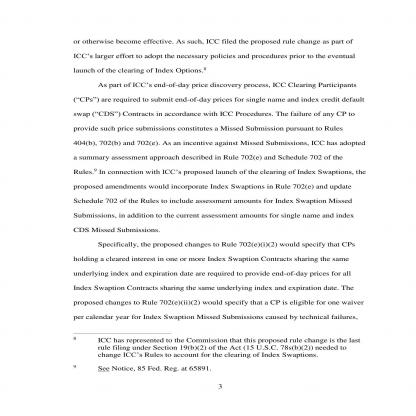 or otherwise become effective. As such, ICC filed the proposed rule change as part of
ICC's larger effort to adopt the necessary policies and procedures prior to the eventual
launch of the clearing of Index Options.8
As part of ICC's end-of-day price discovery process, ICC Clearing Participants
("CPs") are required to submit end-of-day prices for single name and index credit default
swap ("CDS") Contracts in accordance with ICC Procedures. The failure of any CP to
provide such price submissions constitutes a Missed Submission pursuant to Rules
404(b), 702(b) and 702(e). As an incentive against Missed Submissions, ICC has adopted
a summary assessment approach described in Rule 702(e) and Schedule 702 of the
Rules.9 In connection with ICC's proposed launch of the clearing of Index Swaptions, the
proposed amendments would incorporate Index Swaptions in Rule 702(e) and update
Schedule 702 of the Rules to include assessment amounts for Index Swaption Missed
Submissions, in addition to the current assessment amounts for single name and index
CDS Missed Submissions.
Specifically, the proposed changes to Rule 702(e)(i)(2) would specify that CPs
holding a cleared interest in one or more Index Swaption Contracts sharing the same
underlying index and expiration date are required to provide end-of-day prices for all
Index Swaption Contracts sharing the same underlying index and expiration date. The
proposed changes to Rule 702(e)(ii)(2) would specify that a CP is eligible for one waiver
per calendar year for Index Swaption Missed Submissions caused by technical failures,
8 ICC has represented to the Commission that this proposed rule change is the last
rule filing under Section 19(b)(2) of the Act (15 U.S.C. 78s(b)(2)) needed to
change ICC's Rules to account for the clearing of Index Swaptions.
9 See Notice, 85 Fed. Reg. at 65891.
3